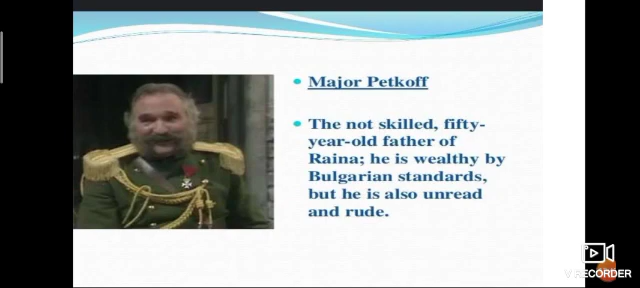 Major Petkoff
The not skilled, fifty-
year-old father of
Raina; he is wealthy by
Bulgarian standards,
but he is also unread
and rude.
V RECORDER